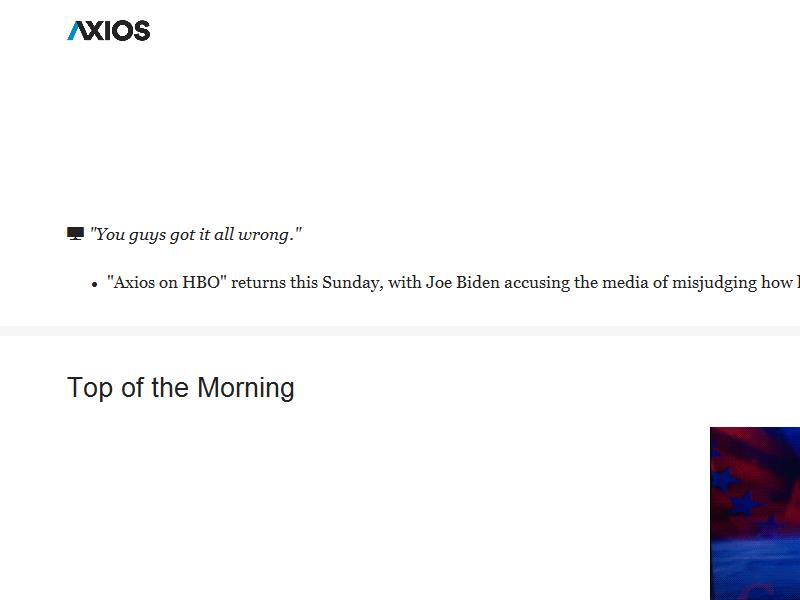 AXIOS
"You guys got it all wrong."
• "Axios on HBO" returns this Sunday, with Joe Biden accusing the media of misjudging how
Top of the Morning